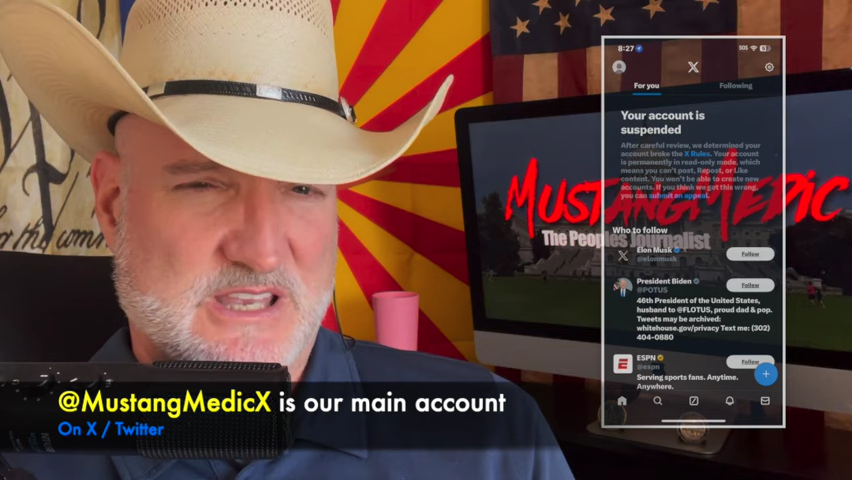 8:27
SOS
For you
Following
Your account is
suspended
After careful review, we determined your
account broke the X Rules. Your account
is permanently in read-only mode, which
means you can't post, Repost, or Like
content. You won't be able to create new
accounts. If you think we got this wrong,
you can submit an appeal.
MustangMedic
The Peoples Journalist
Who to follow
Elon Musk
@elonmusk
Follow
President Biden
@POTUS
Follow
46th President of the United States,
husband to @FLOTUS, proud dad & pop.
Tweets may be archived:
whitehouse.gov/privacy Text me: (302)
404-0880
ESPN
@espn
Follow
Serving sports fans. Anytime.
Anywhere.
@MustangMedicX is our main account
On X / Twitter